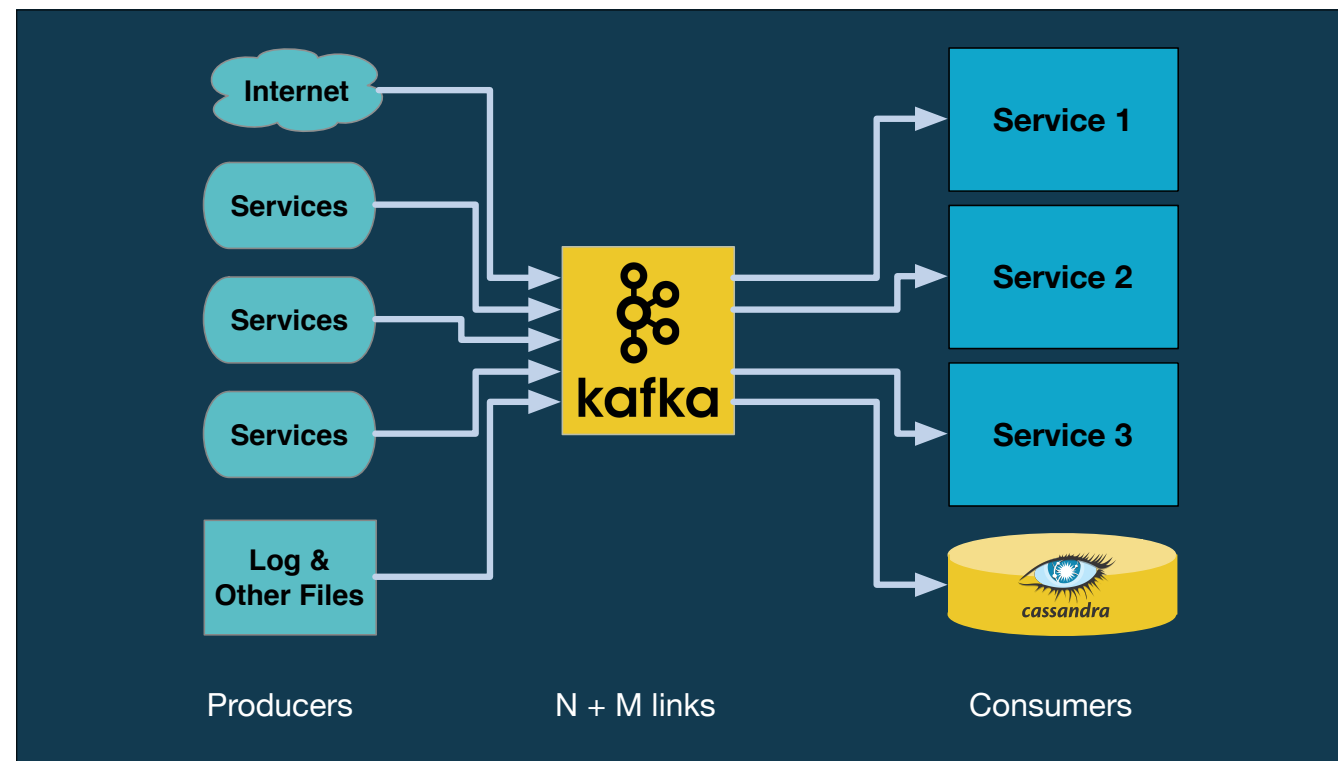 Internet
Services
Services
Services
Log &
Other Files
kafka
Service 1
Service 2
Service 3
cassandra
Producers
N + M links
Consumers